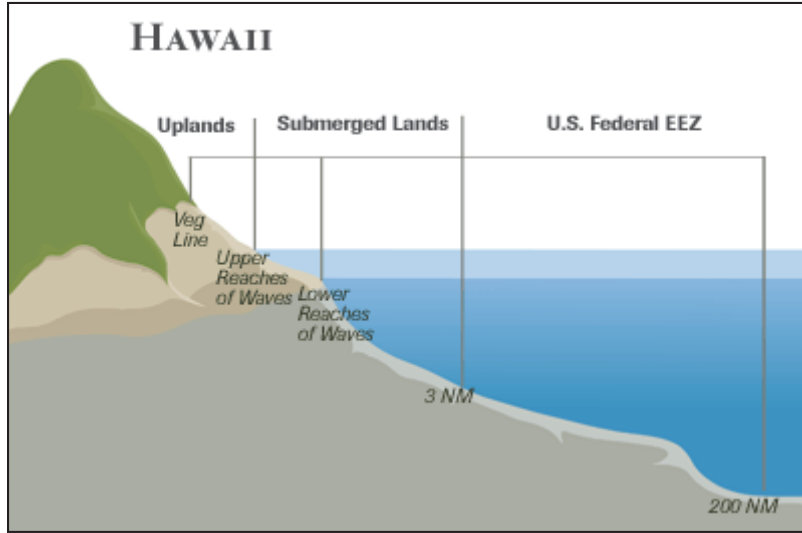 HAWAII
Uplands
Submerged Lands
U.S. Federal EEZ
Veg
Line
Upper
Reaches
of Waves
Lower
Reaches
of Waves
3 NM
200 NM